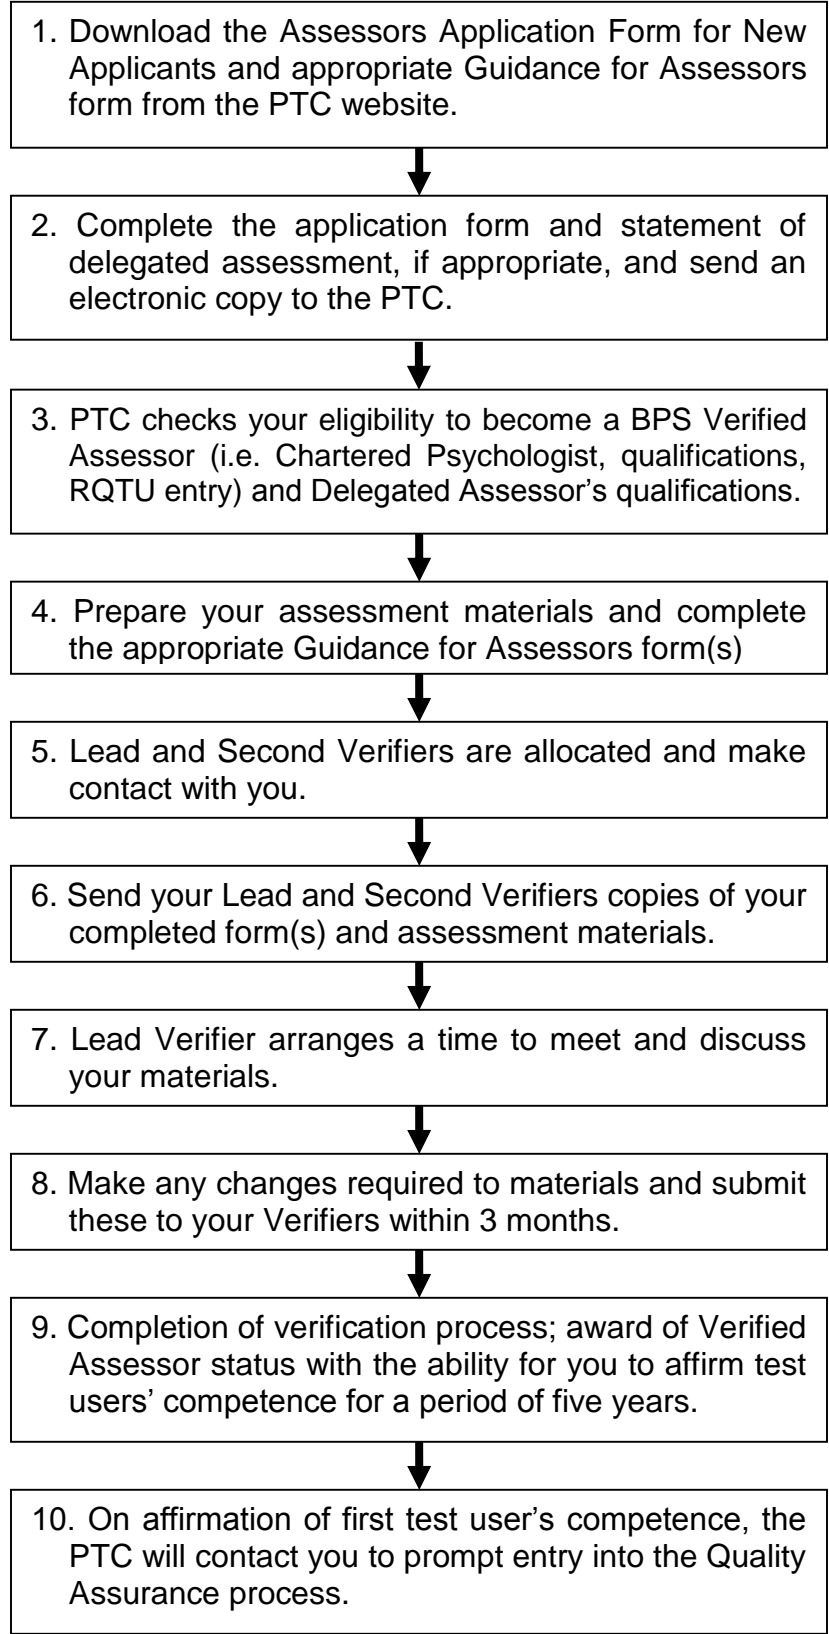 1. Download the Assessors Application Form for New
Applicants and appropriate Guidance for Assessors
form from the PTC website.
2. Complete the application form and statement of
delegated assessment, if appropriate, and send an
electronic copy to the PTC.
3. PTC checks your eligibility to become a BPS Verified
Assessor (i.e. Chartered Psychologist, qualifications,
RQTU entry) and Delegated Assessor’s qualifications.
4. Prepare your assessment materials and complete
the appropriate Guidance for Assessors form(s)
5. Lead and Second Verifiers are allocated and make
contact with you.
6. Send your Lead and Second Verifiers copies of your
completed form(s) and assessment materials.
7. Lead Verifier arranges a time to meet and discuss
your materials.
8. Make any changes required to materials and submit
these to your Verifiers within 3 months.
9. Completion of verification process; award of Verified
Assessor status with the ability for you to affirm test
users’ competence for a period of five years.
10. On affirmation of first test user’s competence, the
PTC will contact you to prompt entry into the Quality
Assurance process.